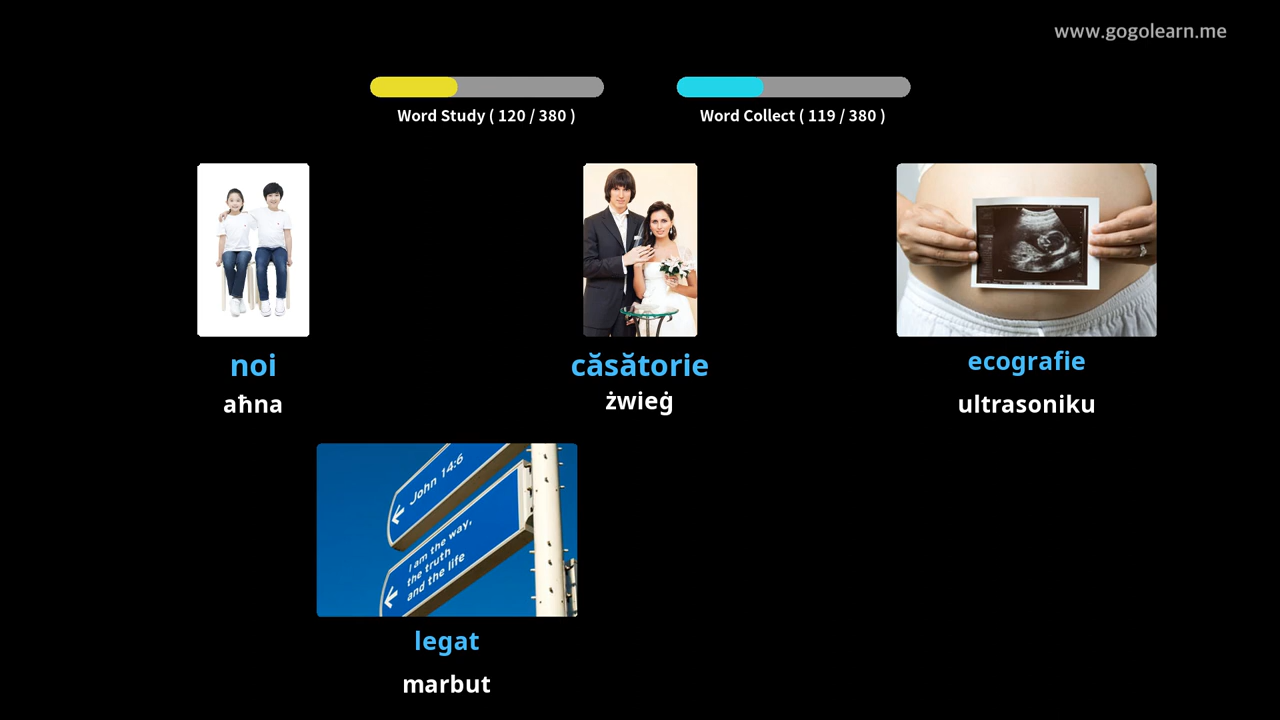 www.gogolearn.me
Word Study ( 120 / 380 )
Word Collect ( 119 / 380 )
noi
aħna
căsătorie
żwieġ
ecografie
ultrasoniku
John 14:6
I am the way,
the truth
and the life
legat
marbut